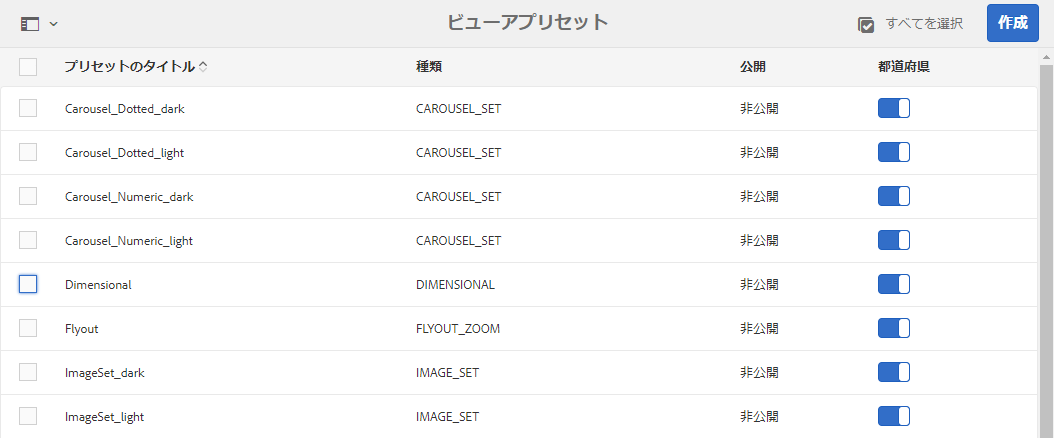 ビューアプリセット
すべてを選択
作成
プリセットのタイトル 種類 公開 都道府県
Carousel_Dotted_dark CAROUSEL_SET 非公開
Carousel_Dotted_light CAROUSEL_SET 非公開
Carousel_Numeric_dark CAROUSEL_SET 非公開
Carousel_Numeric_light CAROUSEL_SET 非公開
Dimensional DIMENSIONAL 非公開
Flyout FLYOUT_ZOOM 非公開
ImageSet_dark IMAGE_SET 非公開
ImageSet_light IMAGE_SET 非公開